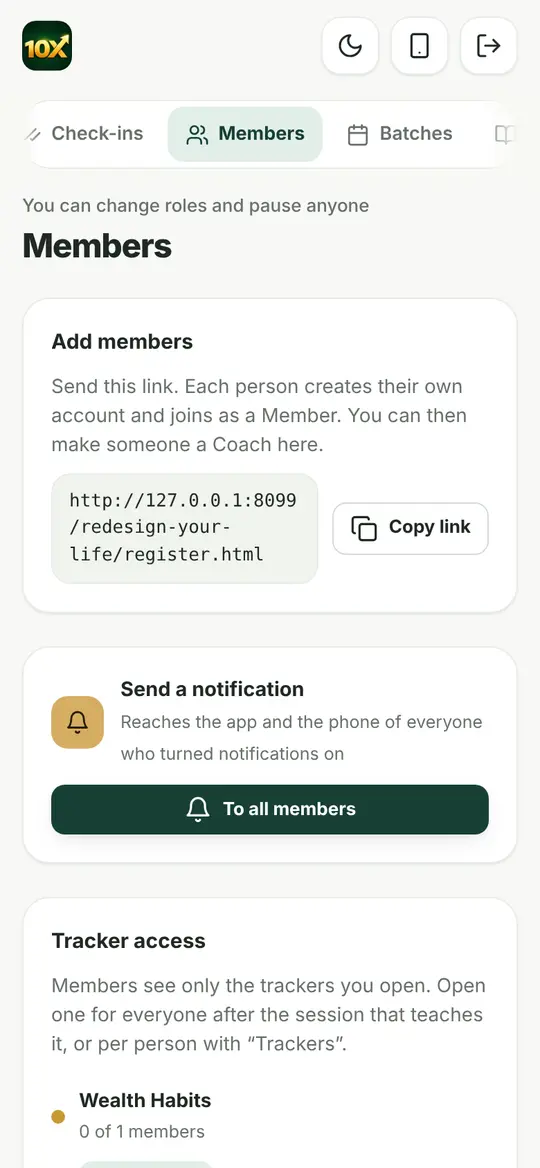 10X
Check-ins
Members
Batches
You can change roles and pause anyone
Members
Add members
Send this link. Each person creates their own
account and joins as a Member. You can then
make someone a Coach here.
http://127.0.0.1:8099
/redesign-your-
life/register.html
Copy link
Send a notification
Reaches the app and the phone of everyone
who turned notifications on
To all members
Tracker access
Members see only the trackers you open. Open
one for everyone after the session that teaches
it, or per person with “Trackers”.
Wealth Habits
0 of 1 members